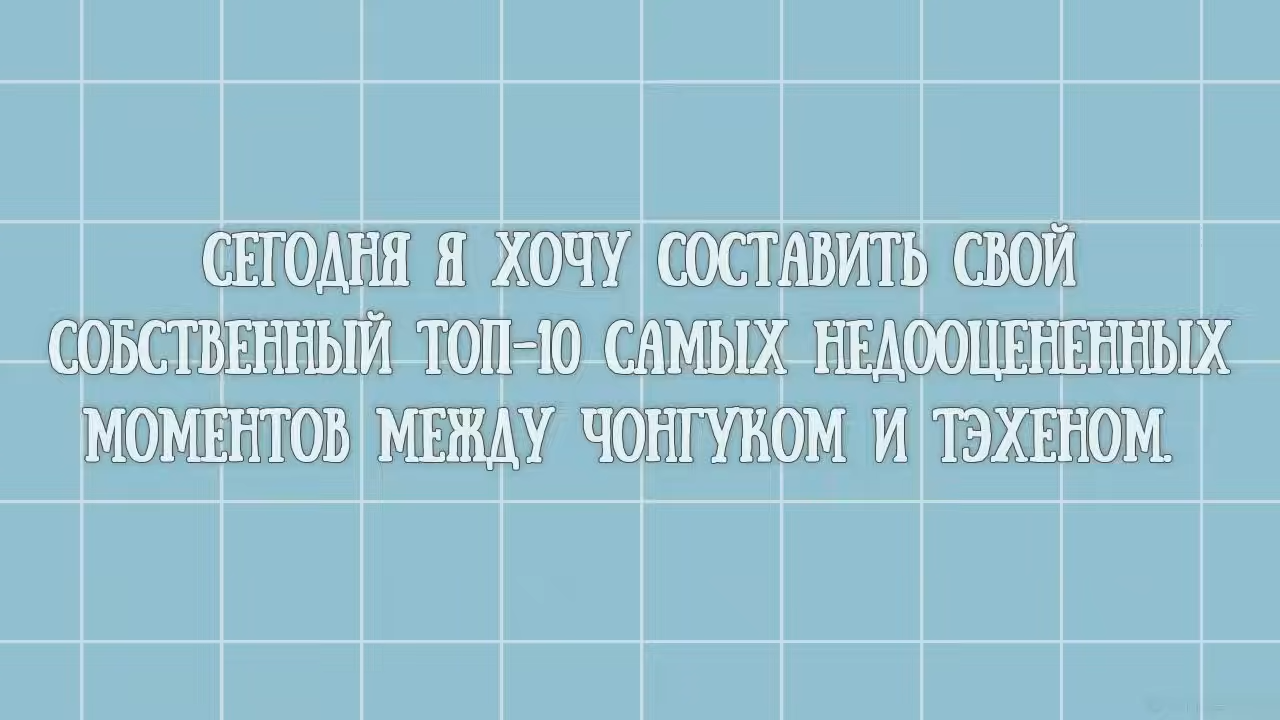 СЕГОДНЯ Я ХОЧУ СОСТАВИТЬ СВОЙ
СОБСТВЕННЫЙ ТОП-10 САМЫХ НЕДООЦЕНЕННЫХ
МОМЕНТОВ МЕЖДУ ЧОНГУКОМ И ТЭХЕНОМ.